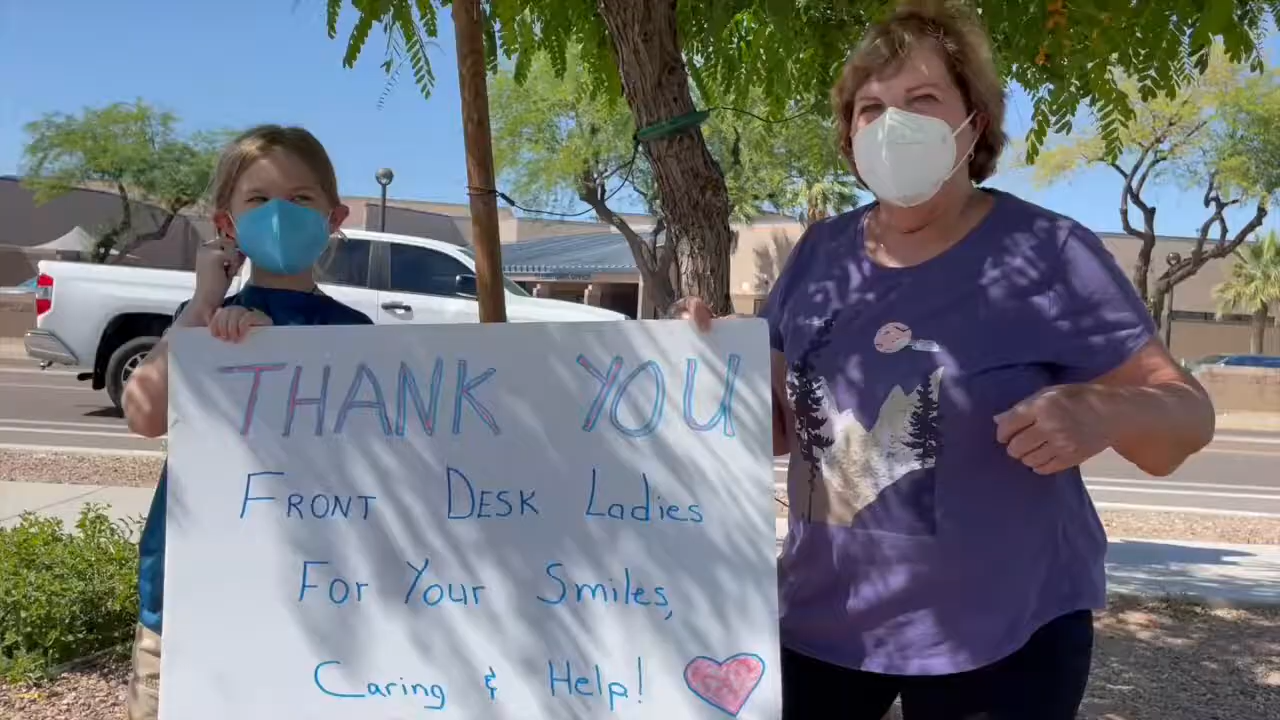 THANK YOU
FRONT DESK Ladies
For Your Smiles,
Caring & Help!